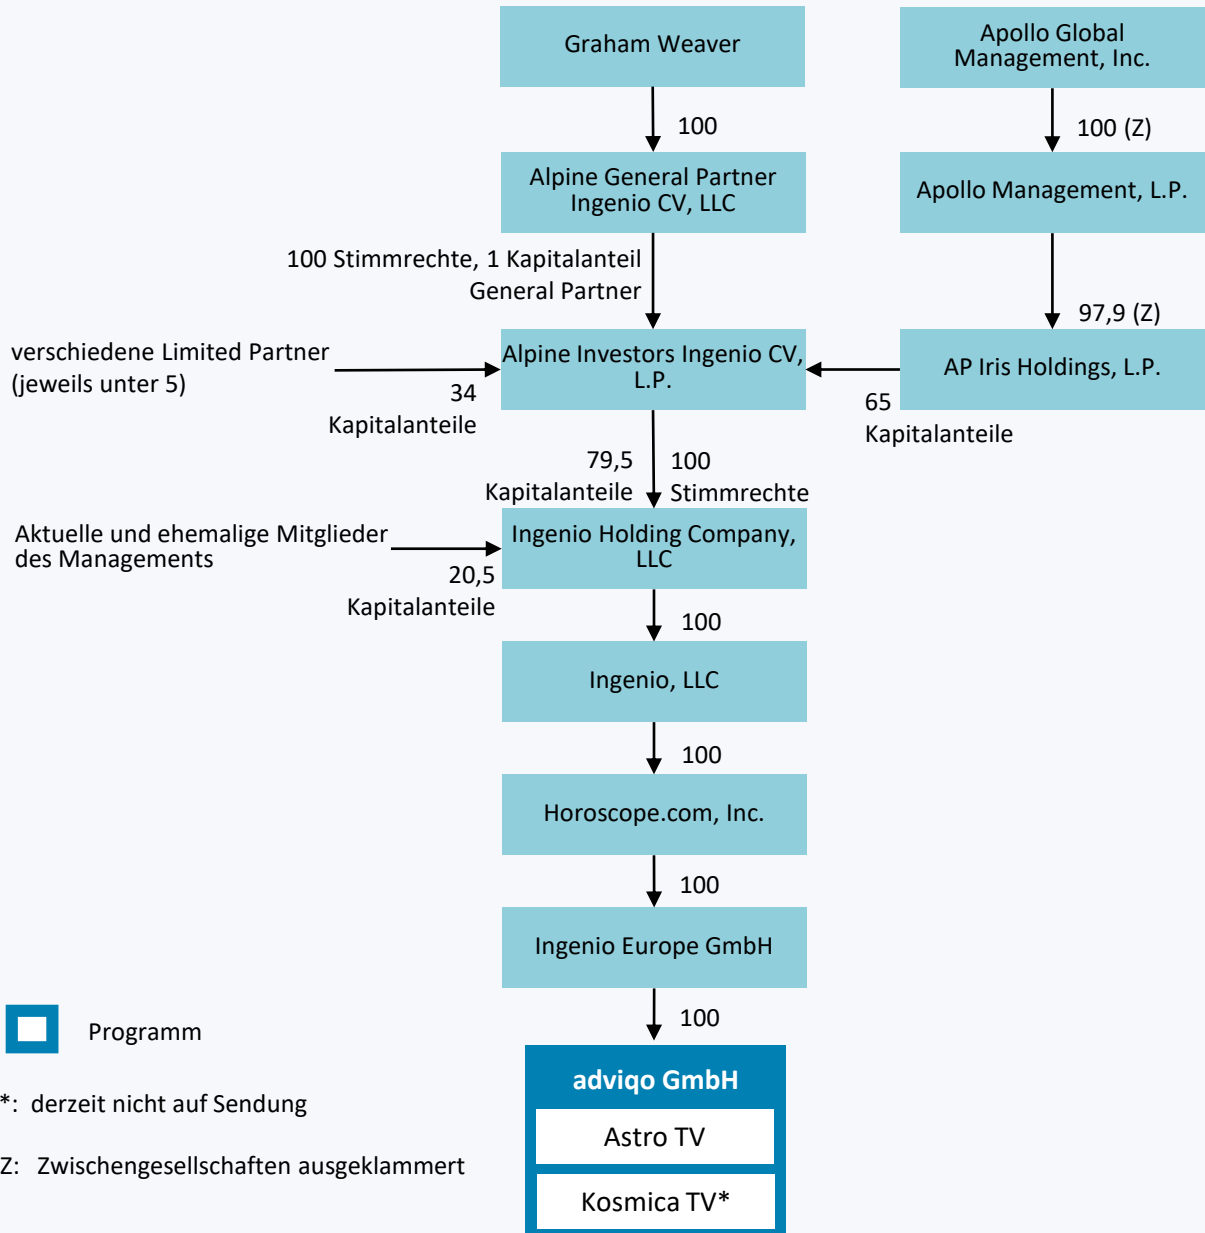 Graham Weaver
Apollo Global
Management, Inc.
100
100 (Z)
Alpine General Partner
Ingenio CV, LLC
Apollo Management, L.P.
100 Stimmrechte, 1 Kapitalanteil
General Partner
97,9 (Z)
verschiedene Limited Partner
(jeweils unter 5)
34
Kapitalanteile
Alpine Investors Ingenio CV,
L.P.
AP Iris Holdings, L.P.
65
Kapitalanteile
79,5
Kapitalanteile
100
Stimmrechte
Aktuelle und ehemalige Mitglieder
des Managements
20,5
Kapitalanteile
Ingenio Holding Company,
LLC
100
Ingenio, LLC
100
Horoscope.com, Inc.
100
Ingenio Europe GmbH
100
Programm
*: derzeit nicht auf Sendung
Z: Zwischengesellschaften ausgeklammert
adviqo GmbH
Astro TV
Kosmica TV*